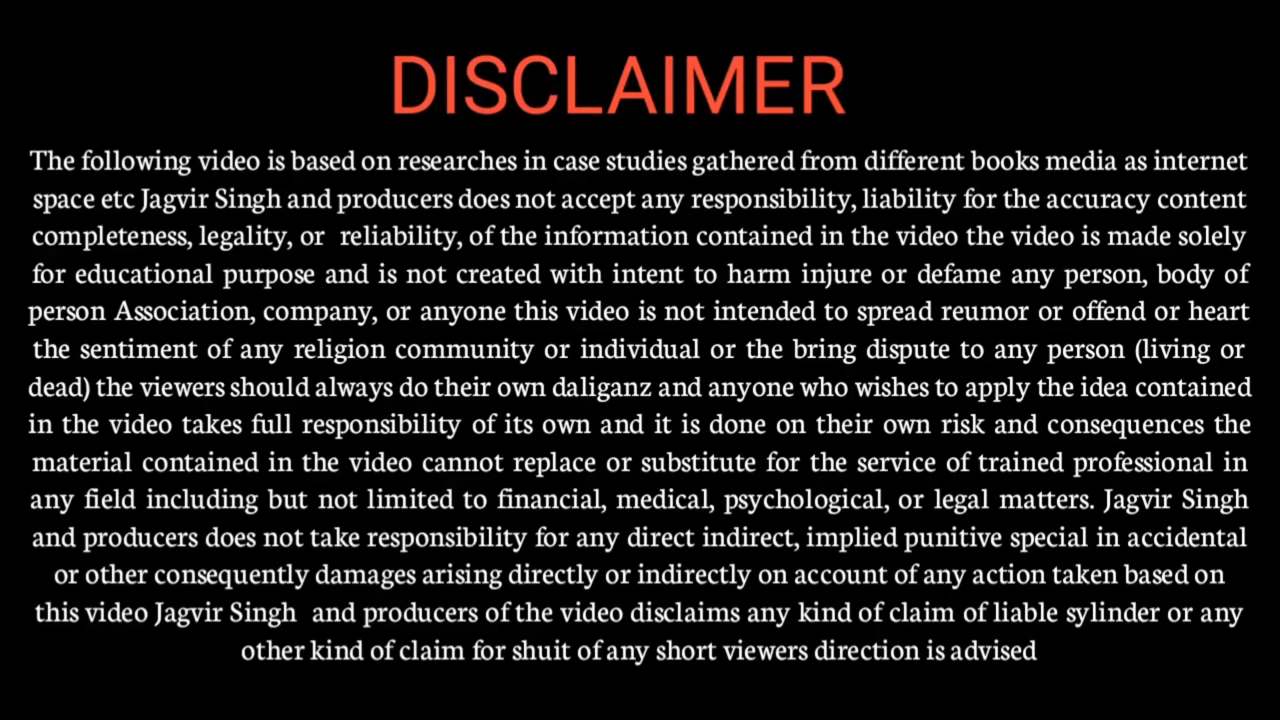 DISCLAIMER
The following video is based on researches in case studies gathered from different books media as internet
space etc Jagvir Singh and producers does not accept any responsibility, liability for the accuracy content
completeness, legality, or reliability, of the information contained in the video the video is made solely
for educational purpose and is not created with intent to harm injure or defame any person, body of
person Association, company, or anyone this video is not intended to spread reumor or offend or heart
the sentiment of any religion community or individual or the bring dispute to any person (living or
dead) the viewers should always do their own daliganz and anyone who wishes to apply the idea contained
in the video takes full responsibility of its own and it is done on their own risk and consequences the
material contained in the video cannot replace or substitute for the service of trained professional in
any field including but not limited to financial, medical, psychological, or legal matters. Jagvir Singh
and producers does not take responsibility for any direct indirect, implied punitive special in accidental
or other consequently damages arising directly or indirectly on account of any action taken based on
this video Jagvir Singh and producers of the video disclaims any kind of claim of liable sylinder or any
other kind of claim for shuit of any short viewers direction is advised